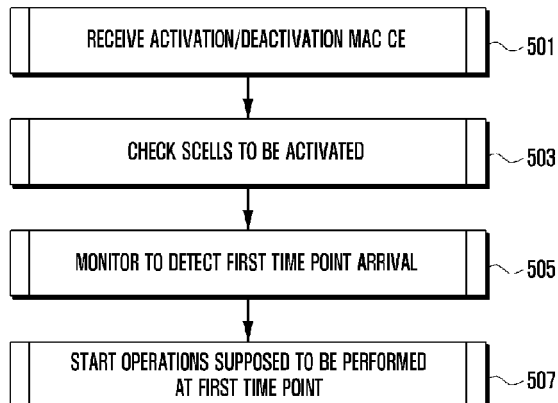 RECEIVE ACTIVATION/DEACTIVATION MAC CE
501
CHECK SCELLS TO BE ACTIVATED
503
MONITOR TO DETECT FIRST TIME POINT ARRIVAL
505
START OPERATIONS SUPPOSED TO BE PERFORMED
AT FIRST TIME POINT
507